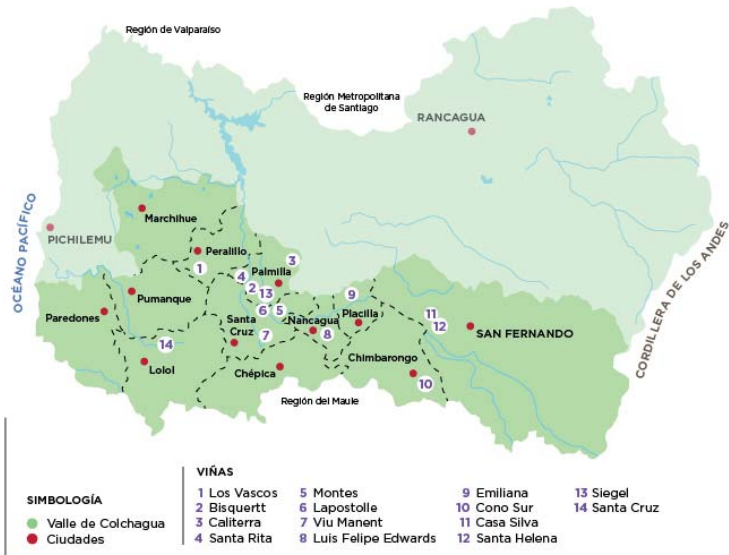 Región de Valparaíso
Región Metropolitana
de Santiago
RANCAGUA
OCÉANO PACÍFICO
PICHILEMU
CORDILLERA DE LOS ANDES
Marchihue
Peralillo
3
1
4
Palmilla
2
13
9
Pumanque
Paredones
6
5
11
12
Santa
Cruz
Nancagua
Placilla
SAN FERNANDO
7
8
14
Lolol
Chépica
Chimbarongo
10
Región del Maule
SIMBOLOGÍA
Valle de Colchagua
Ciudades
VIÑAS
1 Los Vascos
2 Bisquertt
3 Caliterra
4 Santa Rita
5 Montes
6 Lapostolle
7 Viu Manent
8 Luis Felipe Edwards
9 Emiliana
10 Cono Sur
11 Casa Silva
12 Santa Helena
13 Siegel
14 Santa Cruz